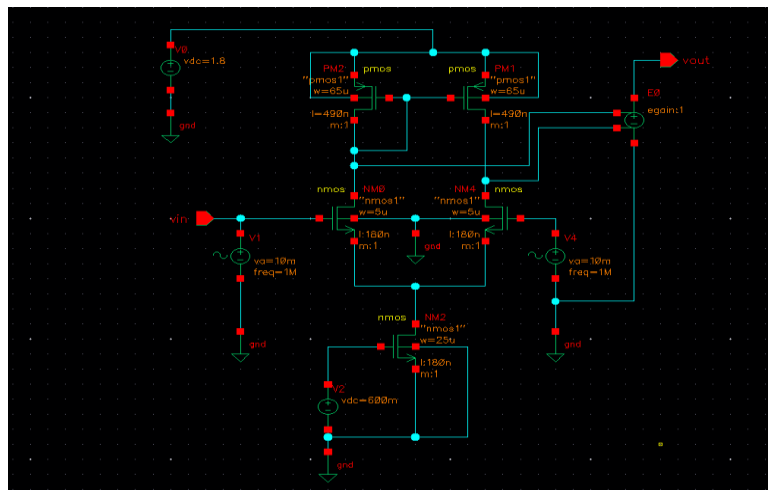 V0
vdc=1.8
gnd
PM2
pmos
"pmos1"
w=65u
l=490n
m:1
pmos
PM1
"pmos1"
w=65u
l=490n
m:1
vout
E0
egain:1
vin
V1
va=10m
freq=1M
gnd
nmos
NM0
"nmos1"
w=5u
l:180n
m:1
gnd
NM4
nmos
"nmos1"
w=5u
l:180n
m:1
V4
va=10m
freq=1M
gnd
nmos
NM2
"nmos1"
w=25u
l:180n
m:1
V2
vdc=600m
gnd